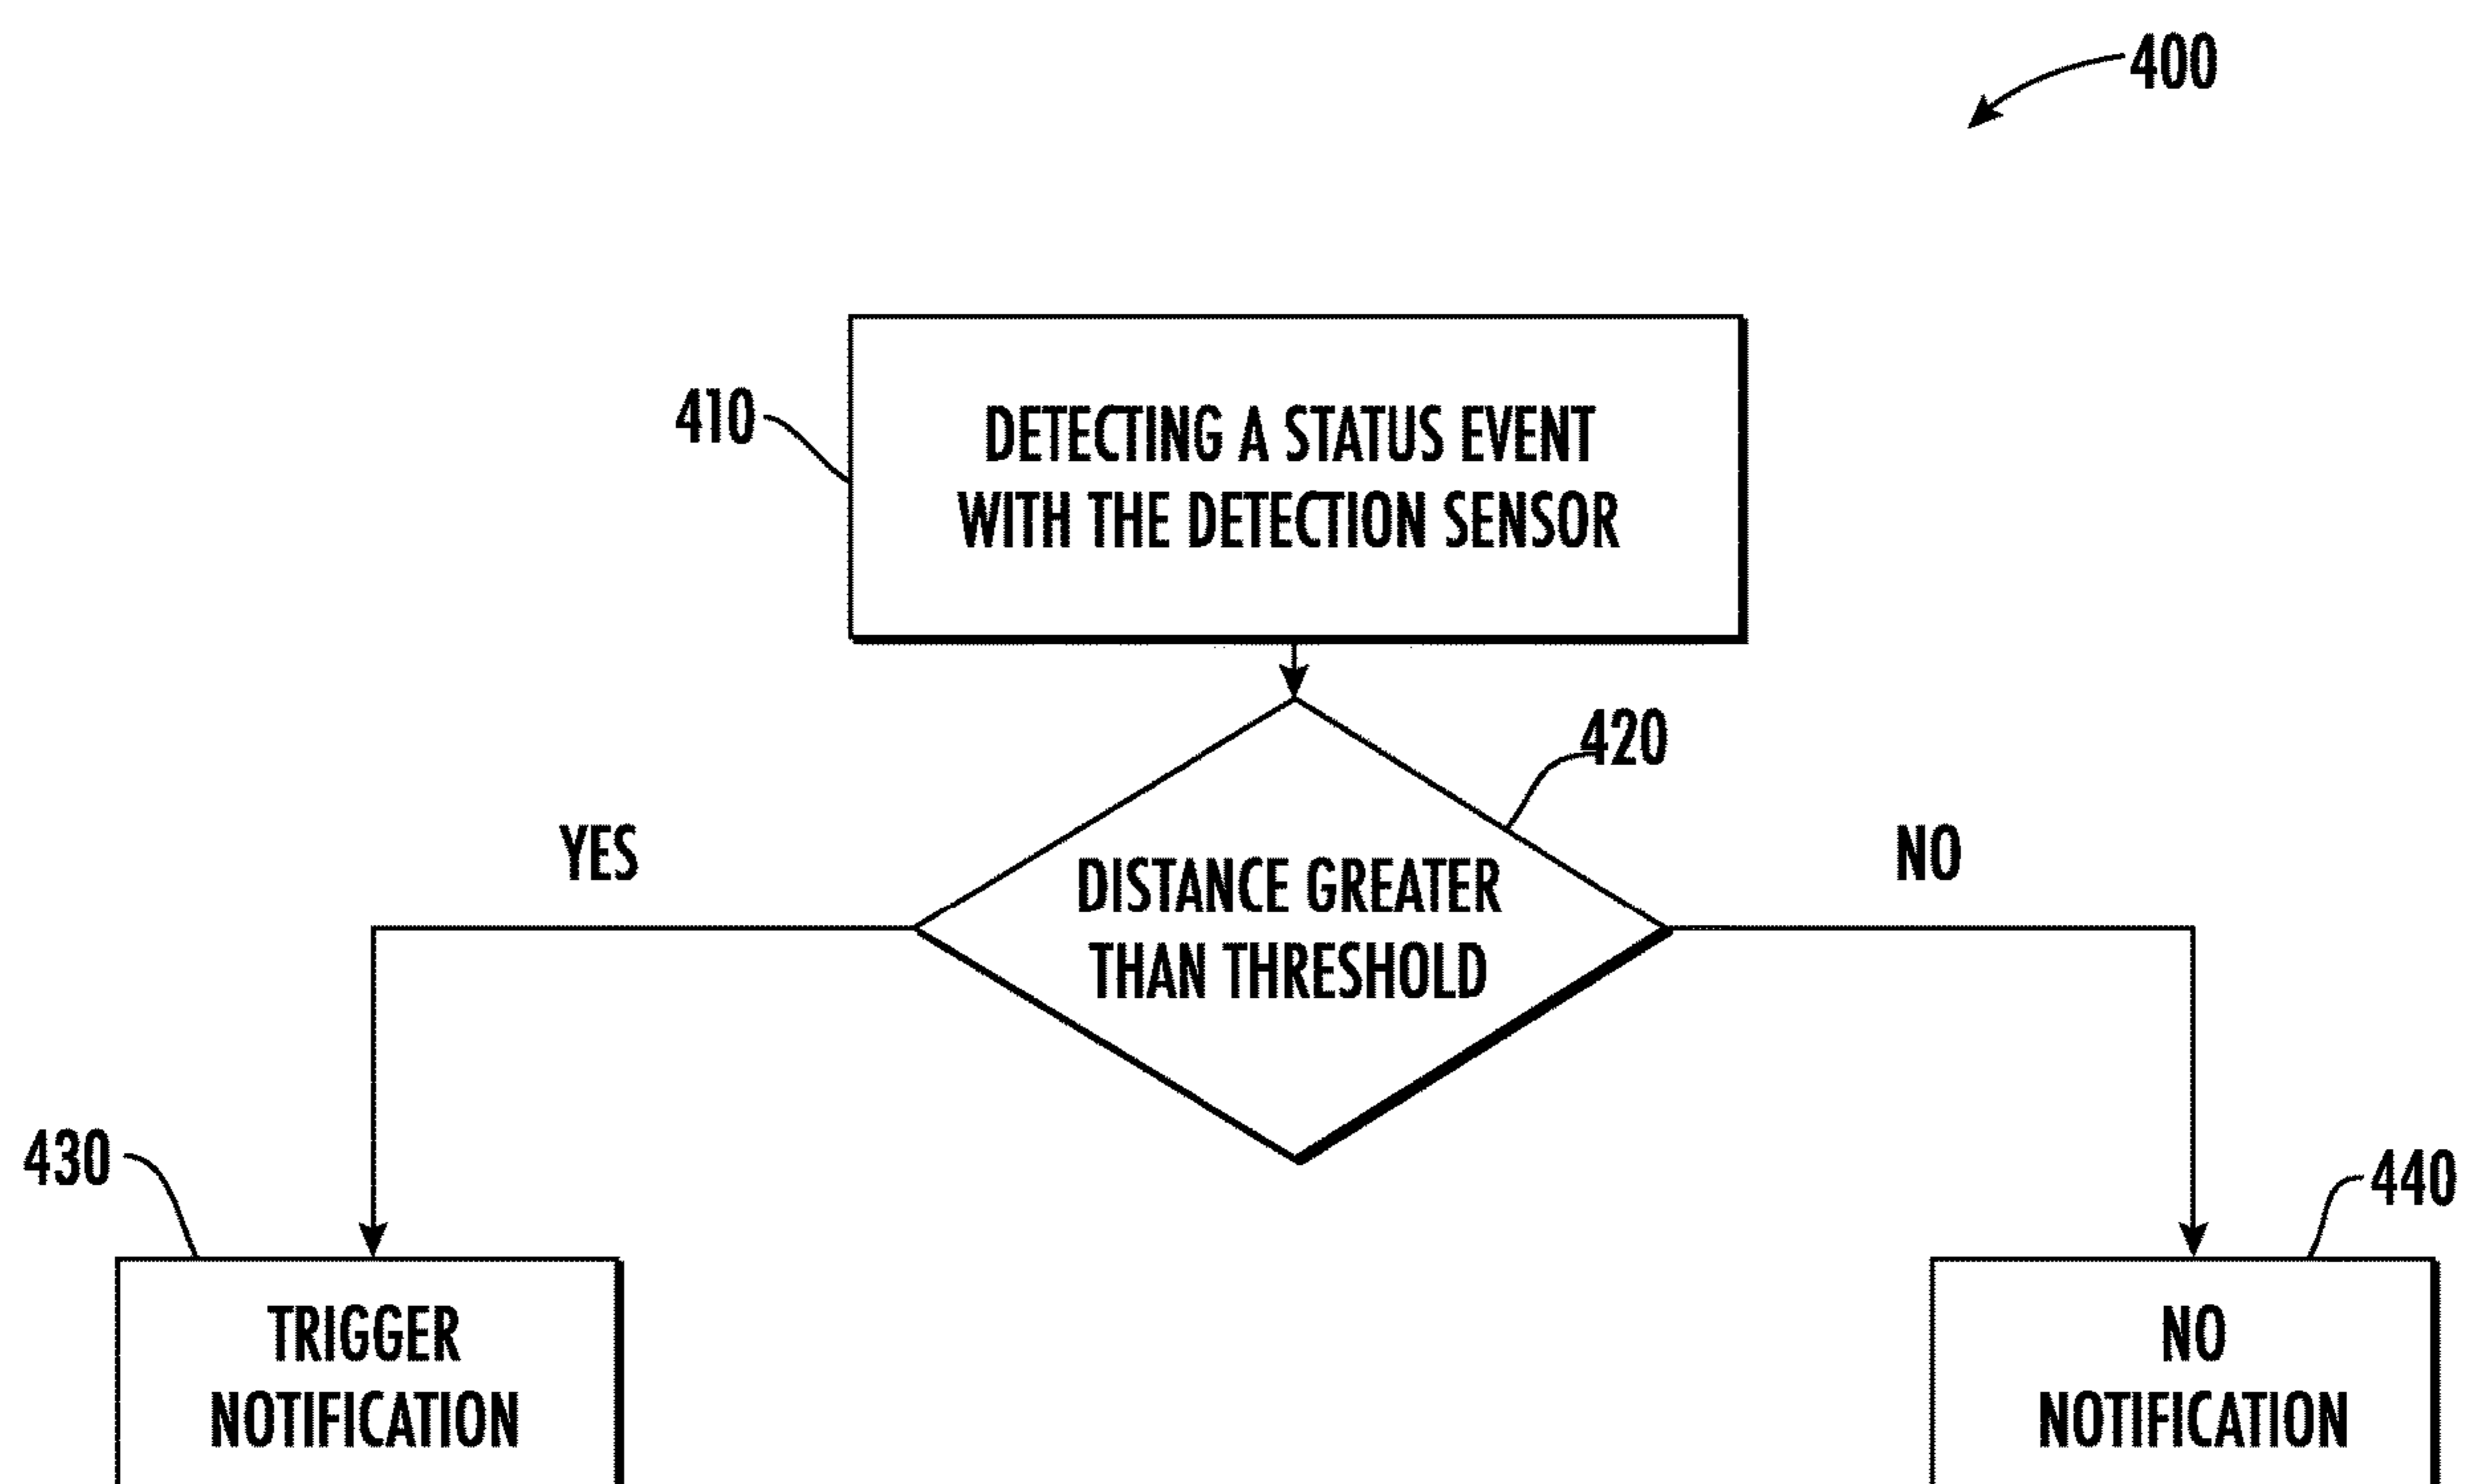 400
410
DETECTING A STATUS EVENT
WITH THE DETECTION SENSOR
420
YES
NO
DISTANCE GREATER
THAN THRESHOLD
430
440
TRIGGER
NOTIFICATION
NO
NOTIFICATION